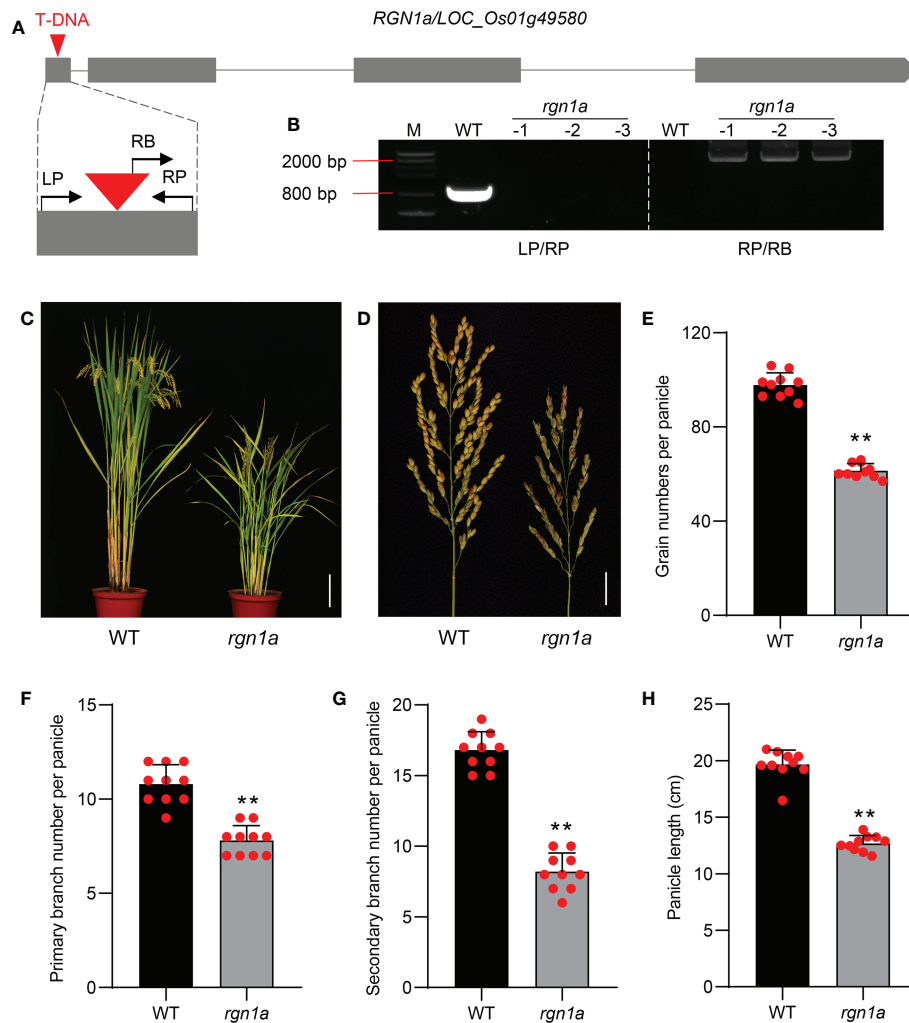 A
T-DNA
RGN1a/LOC_Os01g49580
LP
RB
RP
B
rgn1a
rgn1a
M
WT
-1
-2
-3
WT
-1
-2
-3
2000 bp
800 bp
LP/RP
RP/RB
C
WT
rgn1a
D
WT
rgn1a
E
Grain numbers per panicle
120
80
40
0
**
WT
rgn1a
F
Primary branch number per panicle
15
10
5
0
**
WT
rgn1a
G
Secondary branch number per panicle
20
15
10
5
0
**
WT
rgn1a
H
Panicle length (cm)
25
20
15
10
5
0
**
WT
rgn1a